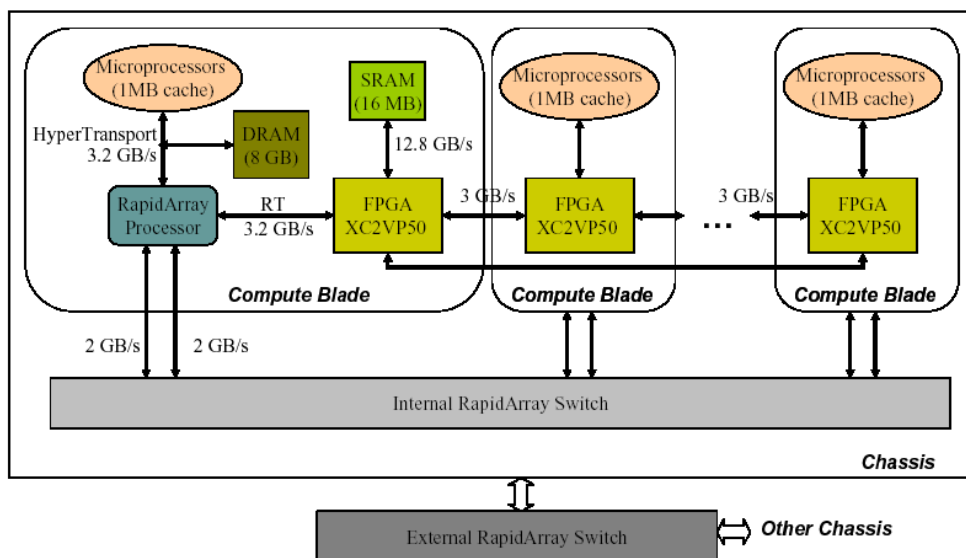 Microprocessors
(1MB cache)
HyperTransport
3.2 GB/s
DRAM
(8 GB)
SRAM
(16 MB)
12.8 GB/s
RapidArray
Processor
RT
3.2 GB/s
FPGA
XC2VP50
Compute Blade
2 GB/s
2 GB/s
3 GB/s
Microprocessors
(1MB cache)
FPGA
XC2VP50
Compute Blade
...
3 GB/s
Microprocessors
(1MB cache)
FPGA
XC2VP50
Compute Blade
Internal RapidArray Switch
Chassis
External RapidArray Switch
Other Chassis